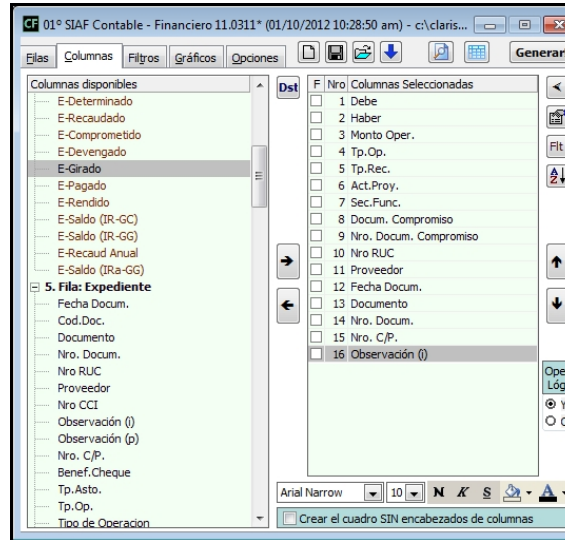 CF 01º SIAF Contable - Financiero 11.0311* (01/10/2012 10:28:50 am) - c:\claris...
Filas Columnas Filtros Gráficos Opciones Generar
Columnas disponibles
E-Determinado
E-Recaudado
E-Comprometido
E-Devengado
E-Girado
E-Pagado
E-Rendido
E-Saldo (IR-GC)
E-Saldo (IR-GG)
E-Recaud Anual
E-Saldo (IRa-GG)
5. Fila: Expediente
Fecha Docum.
Cod.Doc.
Documento
Nro. Docum.
Nro RUC
Proveedor
Nro CCI
Observación (i)
Observación (p)
Nro. C/P.
Benef.Cheque
Tp.Asto.
Tp.Op.
Tipo de Operacion
Dst
F Nro Columnas Seleccionadas
1 Debe
2 Haber
3 Monto Oper.
4 Tp.Op.
5 Tp.Rec.
6 Act.Proy.
7 Sec.Func.
8 Docum. Compromiso
9 Nro. Docum. Compromiso
10 Nro RUC
11 Proveedor
12 Fecha Docum.
13 Documento
14 Nro. Docum.
15 Nro. C/P.
16 Observación (i)
Flt
A
Z
Ope
Lóg
Y
O
Arial Narrow 10 N K S A
Crear el cuadro SIN encabezados de columnas